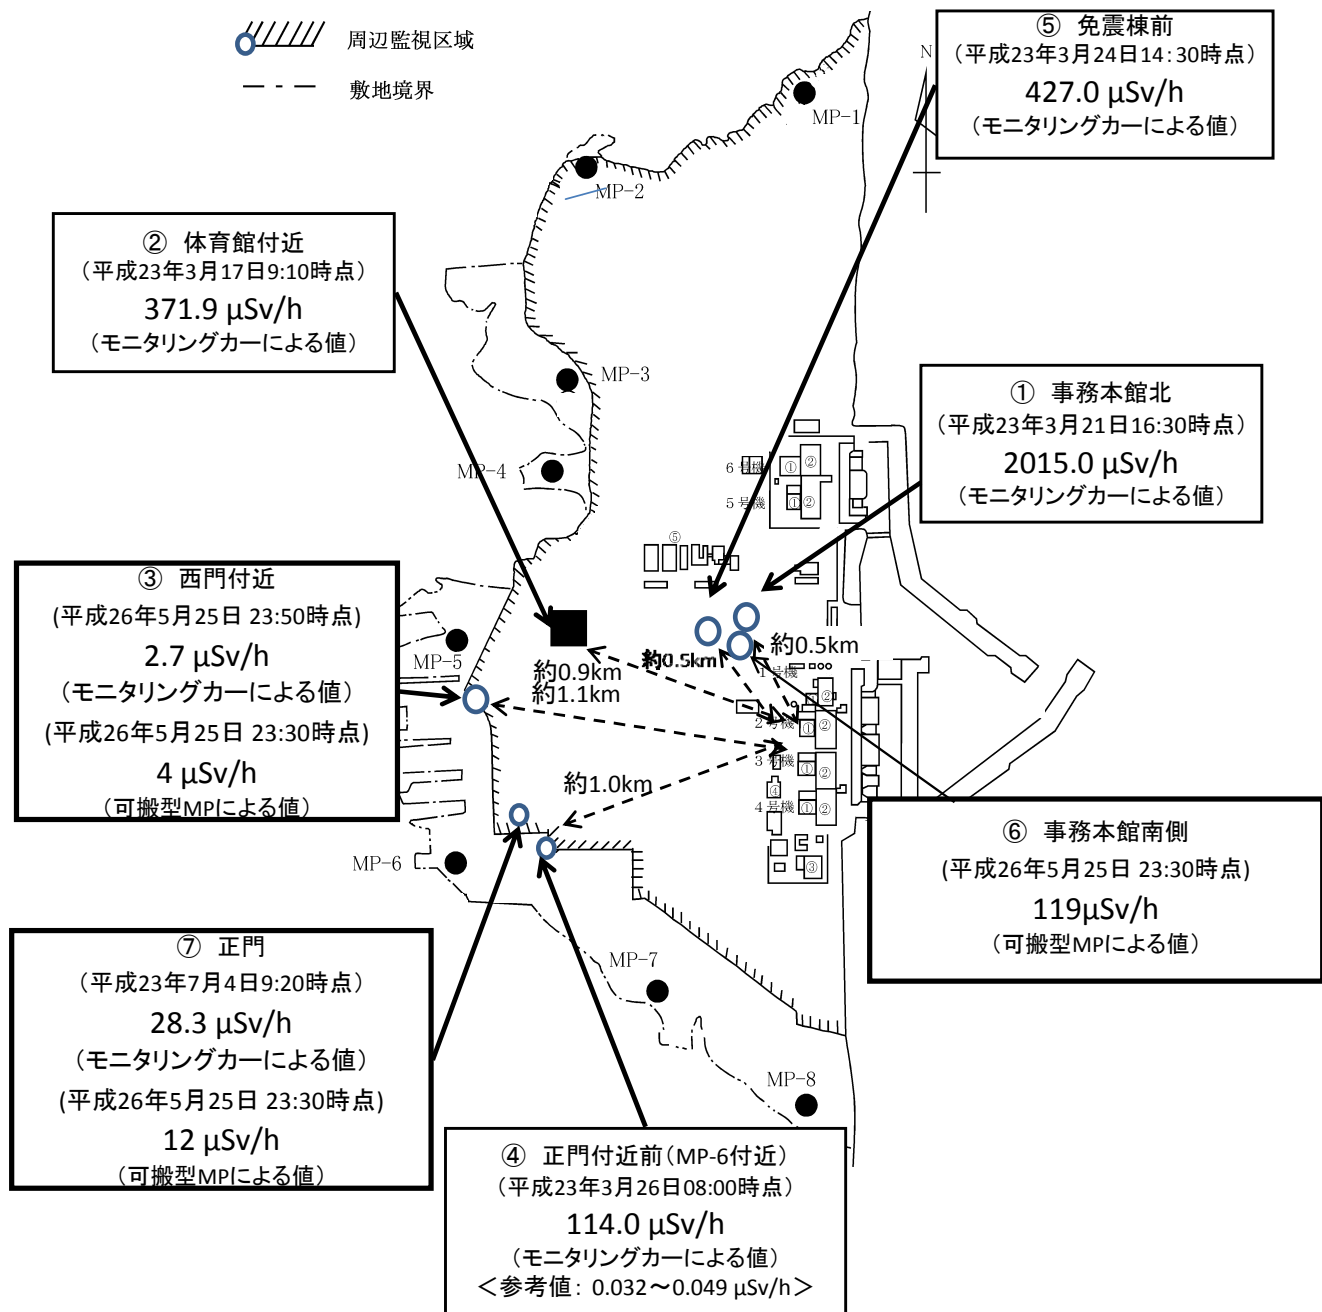 周辺監視区域
敷地境界
N
⑤ 免震棟前
（平成23年3月24日14:30時点）
427.0 μSv/h
（モニタリングカーによる値）
MP-1
MP-2
② 体育館付近
（平成23年3月17日9:10時点）
371.9 μSv/h
（モニタリングカーによる値）
MP-3
MP-4
① 事務本館北
（平成23年3月21日16:30時点）
2015.0 μSv/h
（モニタリングカーによる値）
6号機
①
②
5号機
①
②
⑤
③ 西門付近
(平成26年5月25日 23:50時点)
2.7 μSv/h
（モニタリングカーによる値）
(平成26年5月25日 23:30時点)
4 μSv/h
（可搬型MPによる値）
MP-5
約0.9km
約1.1km
約0.5km
約0.5km
1号機
②
2号機
①
②
3号機
①
②
④
4号機
①
②
③
約1.0km
MP-6
⑥ 事務本館南側
(平成26年5月25日 23:30時点)
119μSv/h
（可搬型MPによる値）
⑦ 正門
（平成23年7月4日9:20時点）
28.3 μSv/h
（モニタリングカーによる値）
(平成26年5月25日 23:30時点)
12 μSv/h
（可搬型MPによる値）
MP-7
MP-8
④ 正門付近前（MP-6付近）
（平成23年3月26日08:00時点）
114.0 μSv/h
（モニタリングカーによる値）
＜参考値： 0.032～0.049 μSv/h＞